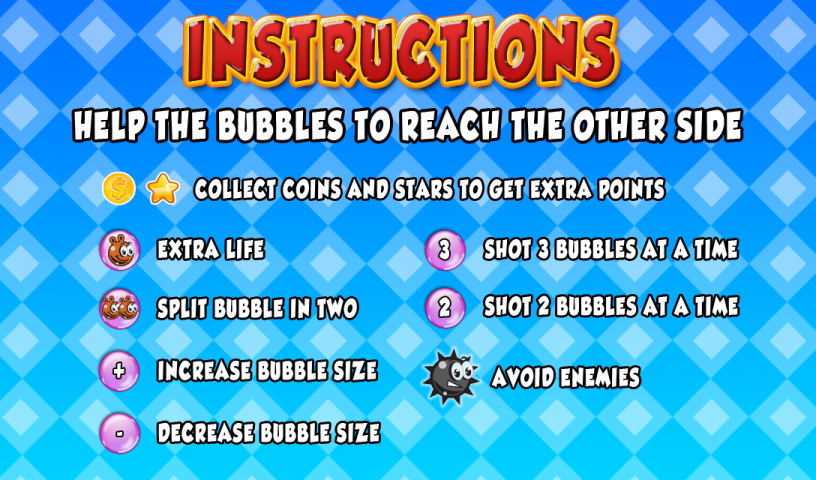 INSTRUCTIONS
HELP THE BUBBLES TO REACH THE OTHER SIDE
$ COLLECT COINS AND STARS TO GET EXTRA POINTS
EXTRA LIFE
SPLIT BUBBLE IN TWO
+ INCREASE BUBBLE SIZE
- DECREASE BUBBLE SIZE
3 SHOT 3 BUBBLES AT A TIME
2 SHOT 2 BUBBLES AT A TIME
AVOID ENEMIES